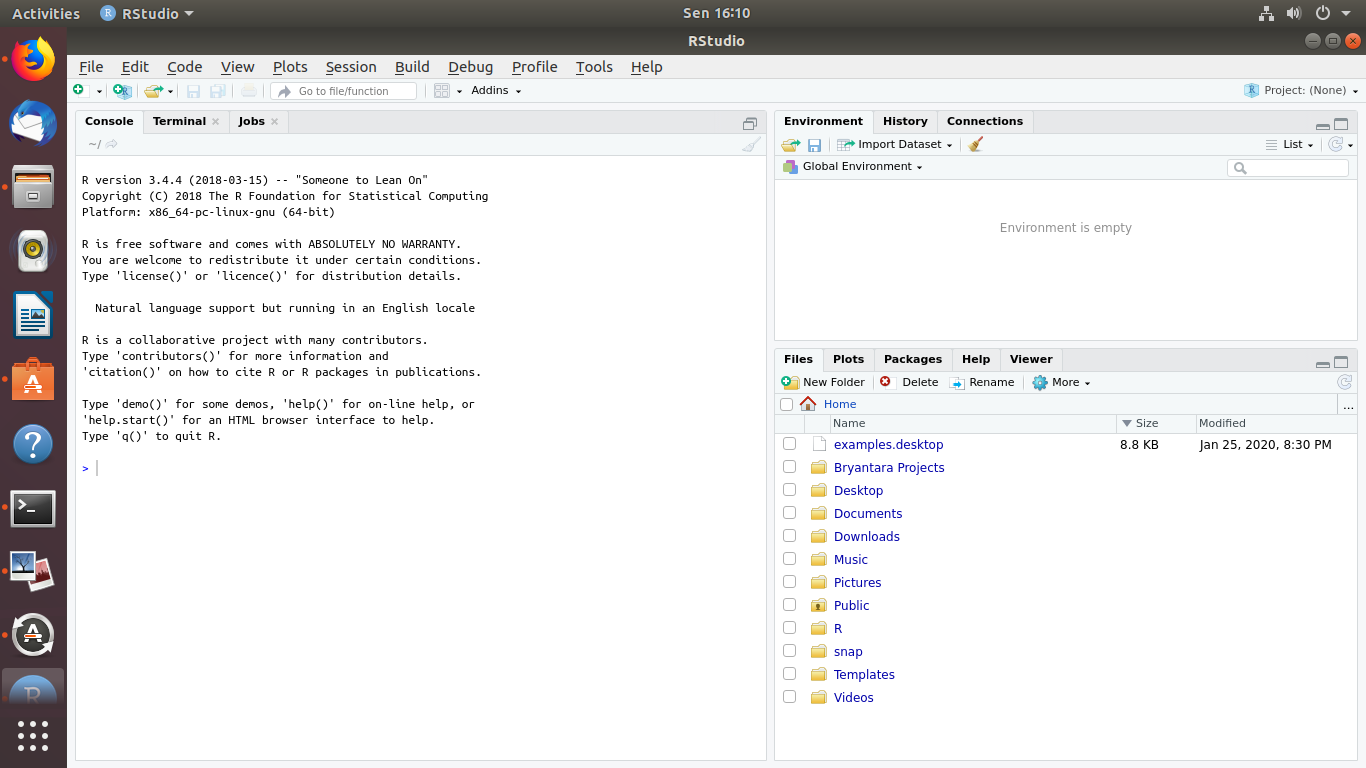 Activities RStudio Sen 16:10
RStudio
File Edit Code View Plots Session Build Debug Profile Tools Help
Go to file/function Addins Project: (None)
Console Terminal Jobs
~/
R version 3.4.4 (2018-03-15) -- "Someone to Lean On"
Copyright (C) 2018 The R Foundation for Statistical Computing
Platform: x86_64-pc-linux-gnu (64-bit)
R is free software and comes with ABSOLUTELY NO WARRANTY.
You are welcome to redistribute it under certain conditions.
Type 'license()' or 'licence()' for distribution details.
Natural language support but running in an English locale
R is a collaborative project with many contributors.
Type 'contributors()' for more information and
'citation()' on how to cite R or R packages in publications.
Type 'demo()' for some demos, 'help()' for on-line help, or
'help.start()' for an HTML browser interface to help.
Type 'q()' to quit R.
>
Environment History Connections
Import Dataset List
Global Environment
Environment is empty
Files Plots Packages Help Viewer
New Folder Delete Rename More
Home ...
Name Size Modified
examples.desktop 8.8 KB Jan 25, 2020, 8:30 PM
Bryantara Projects
Desktop
Documents
Downloads
Music
Pictures
Public
R
snap
Templates
Videos